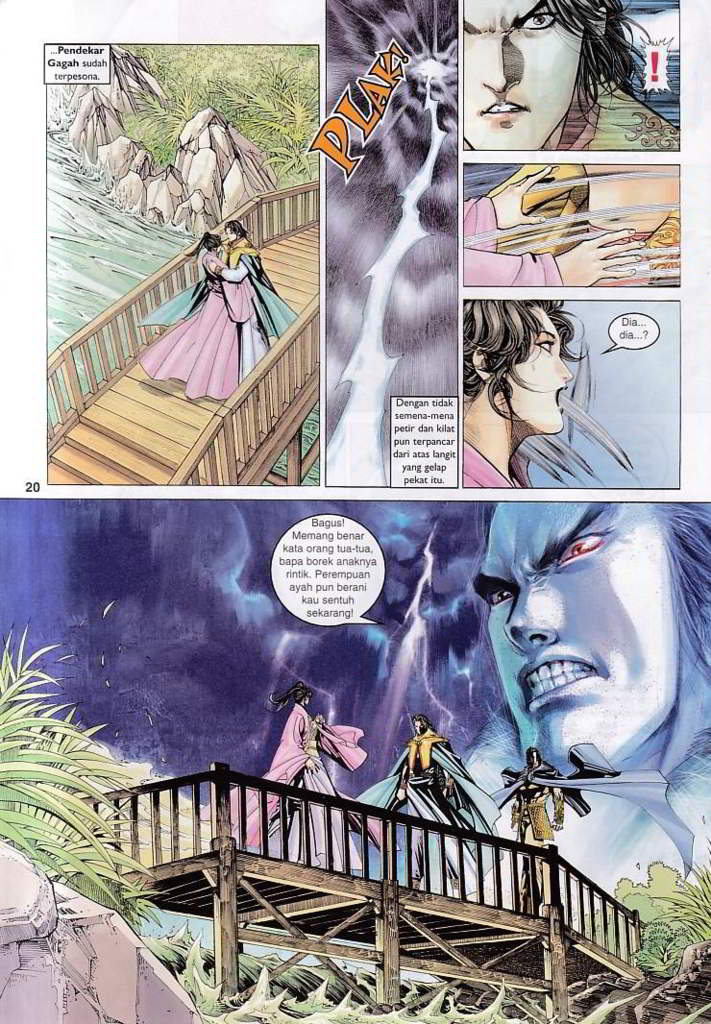 ...Pendekar
Gagah sudah
terpesona.
PLAK!
Dengan tidak
semena-mena
petir dan kilat
pun terpancar
dari atas langit
yang gelap
pekat itu.
!
Dia...
dia...?
20
Bagus!
Memang benar
kata orang tua-tua,
bapa borek anaknya
rintik. Perempuan
ayah pun berani
kau sentuh
sekarang!